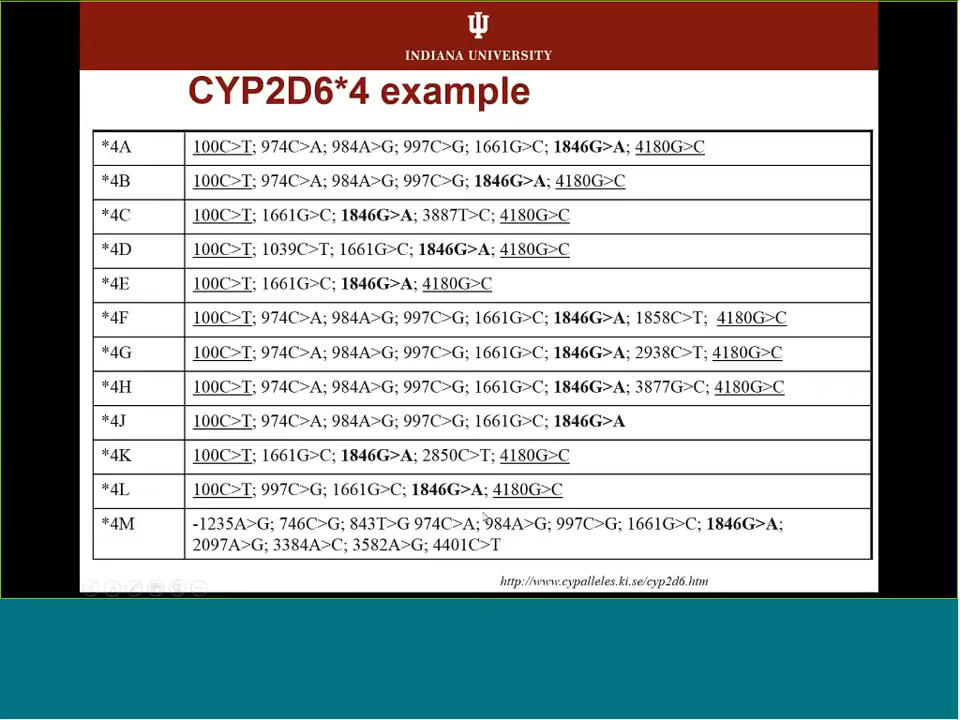 INDIANA UNIVERSITY
CYP2D6*4 example
*4A 100C>T; 974C>A; 984A>G; 997C>G; 1661G>C; 1846G>A; 4180G>C
*4B 100C>T; 974C>A; 984A>G; 997C>G; 1846G>A; 4180G>C
*4C 100C>T; 1661G>C; 1846G>A; 3887T>C; 4180G>C
*4D 100C>T; 1039C>T; 1661G>C; 1846G>A; 4180G>C
*4E 100C>T; 1661G>C; 1846G>A; 4180G>C
*4F 100C>T; 974C>A; 984A>G; 997C>G; 1661G>C; 1846G>A; 1858C>T; 4180G>C
*4G 100C>T; 974C>A; 984A>G; 997C>G; 1661G>C; 1846G>A; 2938C>T; 4180G>C
*4H 100C>T; 974C>A; 984A>G; 997C>G; 1661G>C; 1846G>A; 3877G>C; 4180G>C
*4J 100C>T; 974C>A; 984A>G; 997C>G; 1661G>C; 1846G>A
*4K 100C>T; 1661G>C; 1846G>A; 2850C>T; 4180G>C
*4L 100C>T; 997C>G; 1661G>C; 1846G>A; 4180G>C
*4M -1235A>G; 746C>G; 843T>G 974C>A; 984A>G; 997C>G; 1661G>C; 1846G>A;
2097A>G; 3384A>C; 3582A>G; 4401C>T
http://www.cypalleles.ki.se/cyp2d6.htm